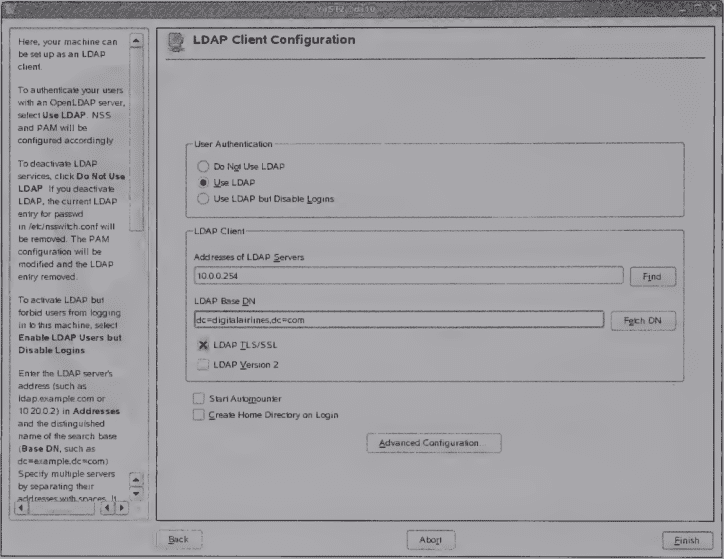 Here, your machine can
be set up as an LDAP
client.
To authenticate your users
with an OpenLDAP server,
select Use LDAP. NSS
and PAM will be
configured accordingly
To deactivate LDAP
services, click Do Not Use
LDAP. If you deactivate
LDAP, the current LDAP
entry for passwd
in /etc/nsswitch.conf will
be removed. The PAM
configuration will be
modified and the LDAP
entry removed.
To activate LDAP but
forbid users from logging
in to this machine, select
Enable LDAP Users but
Disable Logins
Enter the LDAP server's
address (such as
ldap.example.com or
10.20.0.2) in Addresses
and the distinguished
name of the search base
(Base DN, such as
dc=example,dc=com)
Specify multiple servers
by separating their
addresses with spaces. It
LDAP Client Configuration
User Authentication
Do Not Use LDAP
Use LDAP
Use LDAP but Disable Logins
LDAP Client
Addresses of LDAP Servers
10.0.0.254
Find
LDAP Base DN
dc=digitalairlines,dc=com
Fetch DN
LDAP TLS/SSL
LDAP Version 2
Start Automounter
Create Home Directory on Login
Advanced Configuration...
Back
Abort
Finish